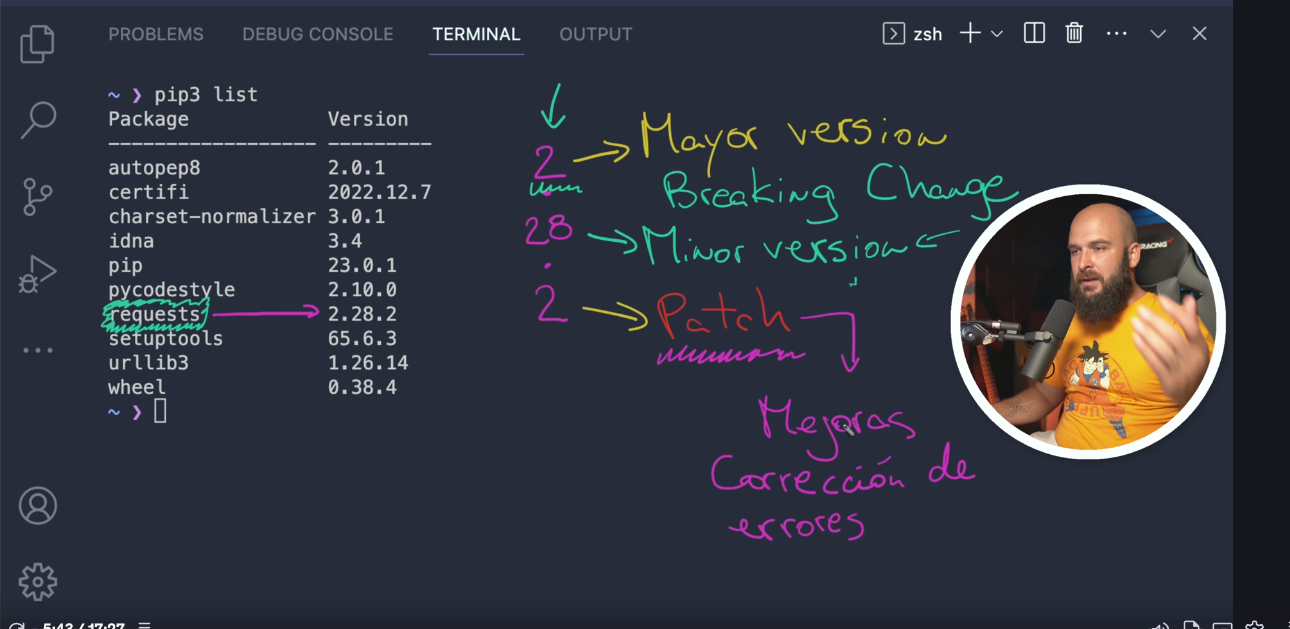 PROBLEMS DEBUG CONSOLE TERMINAL OUTPUT zsh
~ ❯ pip3 list
Package Version
------------------ ---------
autopep8 2.0.1
certifi 2022.12.7
charset-normalizer 3.0.1
idna 3.4
pip 23.0.1
pycodestyle 2.10.0
requests 2.28.2
setuptools 65.6.3
urllib3 1.26.14
wheel 0.38.4
~ ❯
2 → Mayor version
Breaking Change
28 → Minor version
2 → Patch
Mejoras
Corrección de
errores
RACING
5:43 / 17:27